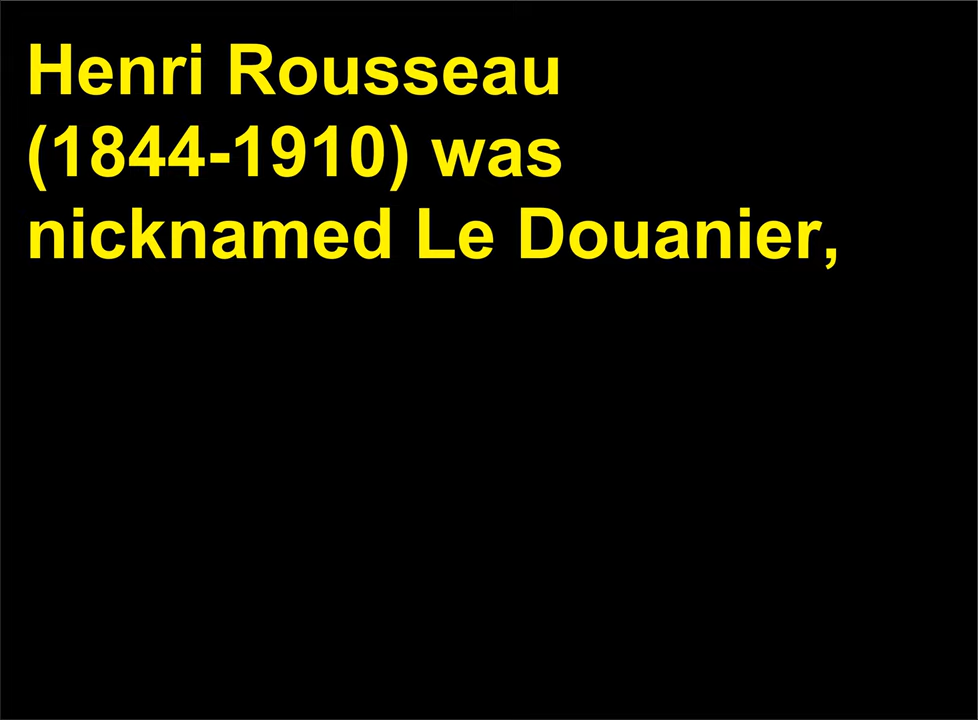 Henri Rousseau
(1844-1910) was
nicknamed Le Douanier,